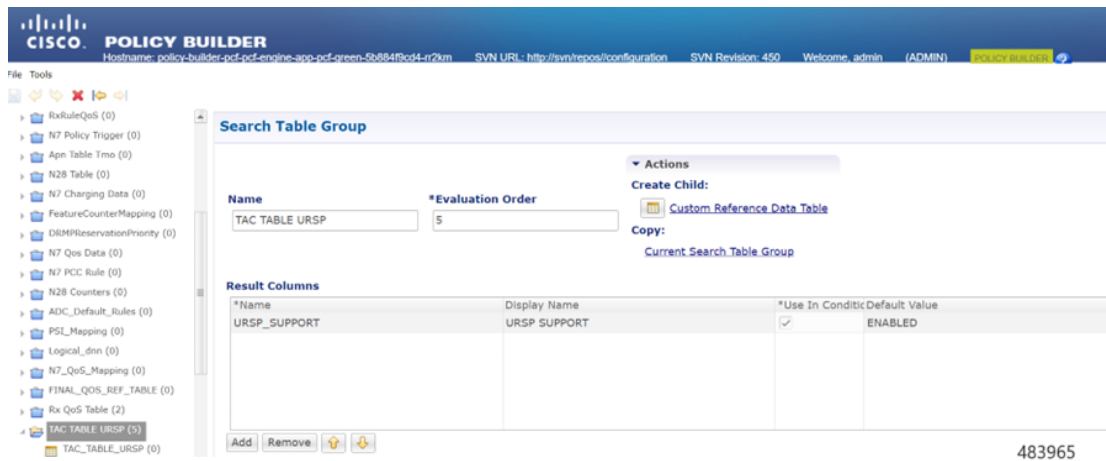 CISCO
POLICY BUILDER
Hostname: policy-builder-pcf-pcf-engine-app-pcf-green-5b884f9cd4-rr2km SVN URL: http://svn/repos//configuration SVN Revision: 450 Welcome, admin (ADMIN) POLICY BUILDER
File Tools
RxRuleQoS (0)
N7 Policy Trigger (0)
Apn Table Tmo (0)
N28 Table (0)
N7 Charging Data (0)
FeatureCounterMapping (0)
DRMPReservationPriority (0)
N7 Qos Data (0)
N7 PCC Rule (0)
N28 Counters (0)
ADC_Default_Rules (0)
PSI_Mapping (0)
Logical_dnn (0)
N7_QoS_Mapping (0)
FINAL_QOS_REF_TABLE (0)
Rx QoS Table (2)
TAC TABLE URSP (5)
TAC_TABLE_URSP (0)
Search Table Group
Actions
Create Child:
Custom Reference Data Table
Copy:
Current Search Table Group
Name *Evaluation Order
TAC TABLE URSP 5
Result Columns
*Name Display Name *Use In Conditic Default Value
URSP_SUPPORT URSP SUPPORT ENABLED
Add Remove
483965